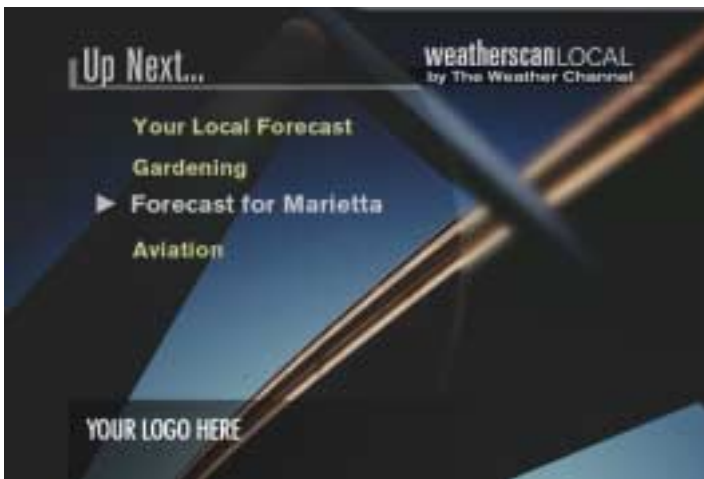 Up Next...
weatherscanLOCAL
by The Weather Channel
Your Local Forecast
Gardening
Forecast for Marietta
Aviation
YOUR LOGO HERE